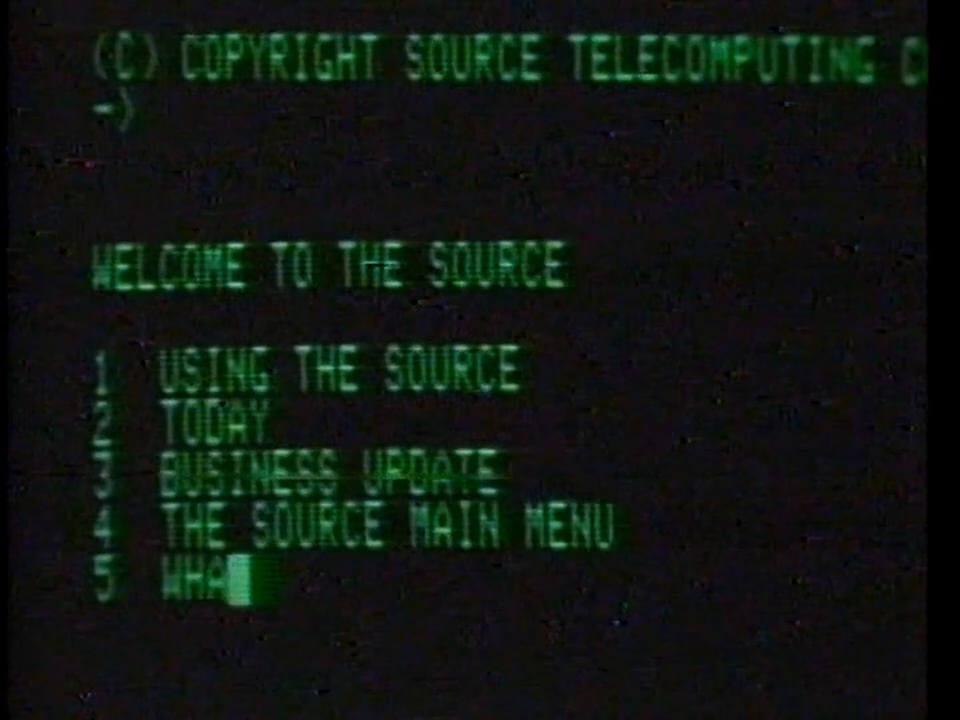 (C) COPYRIGHT SOURCE TELECOMPUTING C
-)
WELCOME TO THE SOURCE
1 USING THE SOURCE
2 TODAY
3 BUSINESS UPDATE
4 THE SOURCE MAIN MENU
5 WHA